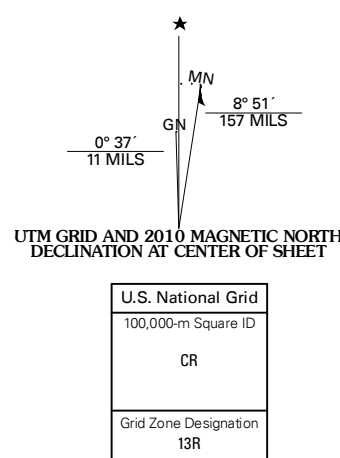 MN
8° 51´
157 MILS
GN
0° 37´
11 MILS
UTM GRID AND 2010 MAGNETIC NORTH
DECLINATION AT CENTER OF SHEET
U.S. National Grid
100,000-m Square ID
CR
Grid Zone Designation
13R